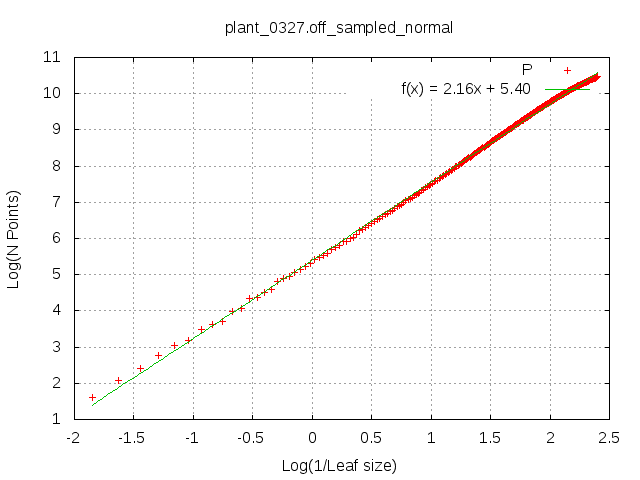 plant_0327.off_sampled_normal
11
10
9
8
7
6
5
4
3
2
1
P
f(x) = 2.16x + 5.40
Log(N Points)
-2 -1.5 -1 -0.5 0 0.5 1 1.5 2 2.5
Log(1/Leaf size)